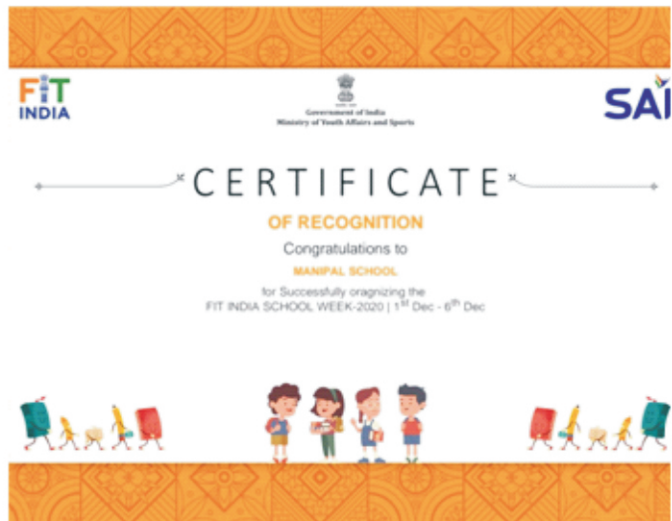 FiT
INDIA
Government of India
Ministry of Youth Affairs and Sports
SAI
CERTIFICATE
OF RECOGNITION
Congratulations to
MANIPAL SCHOOL
for Successfully oragnizing the
FIT INDIA SCHOOL WEEK-2020 | 1st Dec - 6th Dec